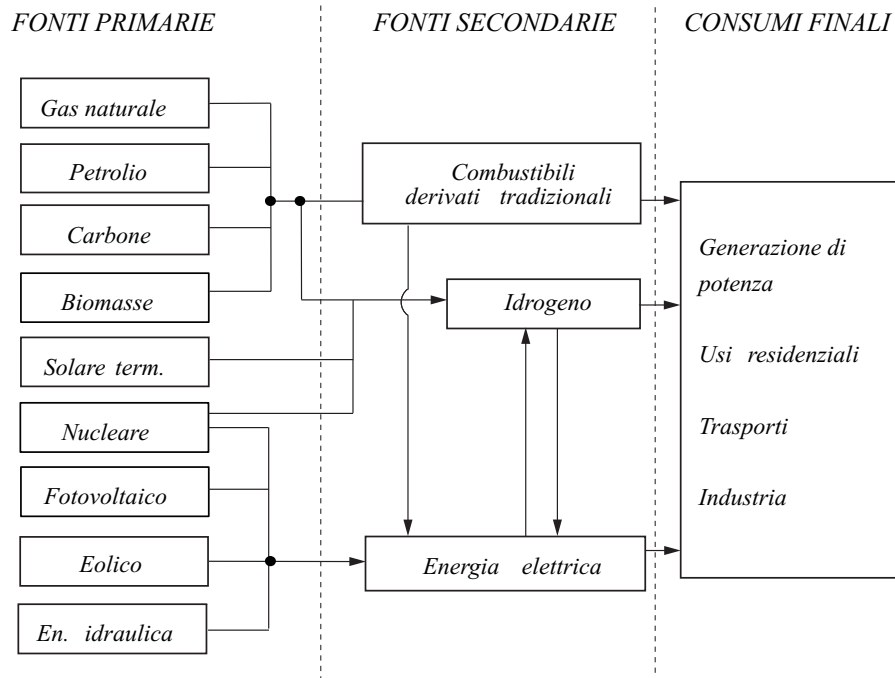 FONTI PRIMARIE
FONTI SECONDARIE
CONSUMI FINALI
Gas naturale
Petrolio
Carbone
Biomasse
Solare term.
Nucleare
Fotovoltaico
Eolico
En. idraulica
Combustibili
derivati tradizionali
Idrogeno
Energia elettrica
Generazione di
potenza
Usi residenziali
Trasporti
Industria